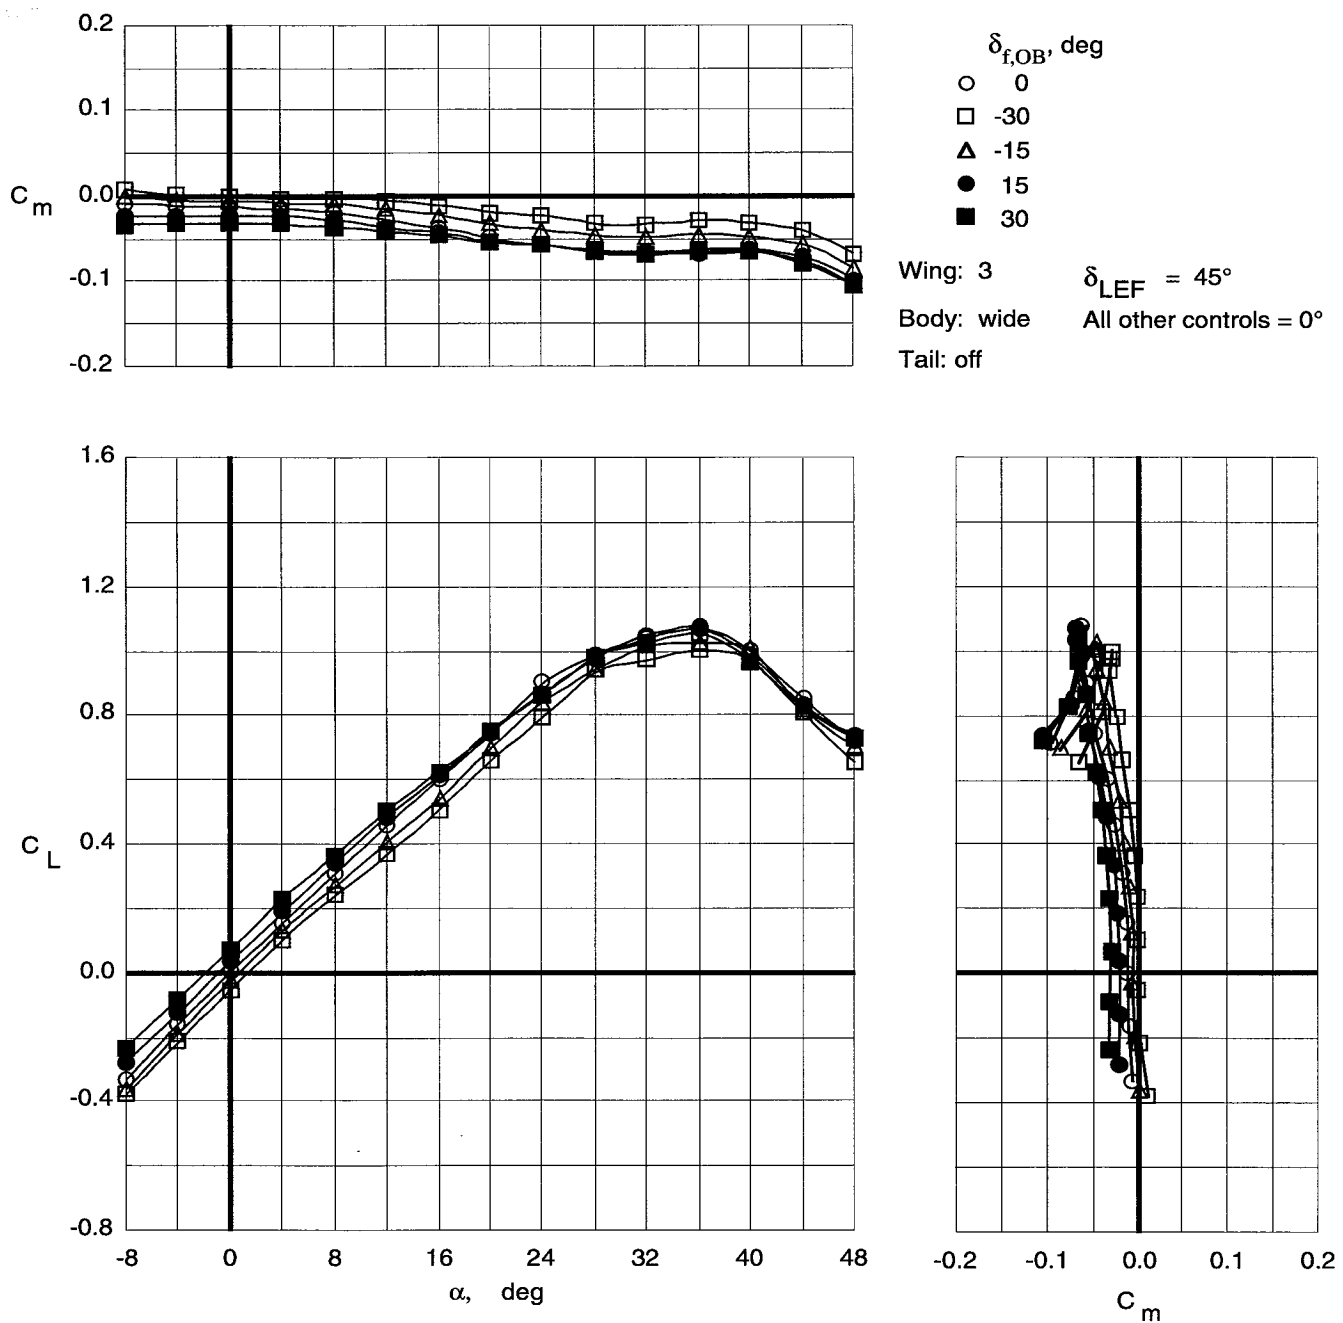 0.2
0.1
C m 0.0
-0.1
-0.2
δf,OB, deg
0
-30
-15
15
30
Wing: 3
δLEF = 45°
Body: wide
All other controls = 0°
Tail: off
1.6
1.2
0.8
0.4
C L
0.0
-0.4
-0.8
-8 0 8 16 24 32 40 48
α, deg
-0.2 -0.1 0.0 0.1 0.2
C m